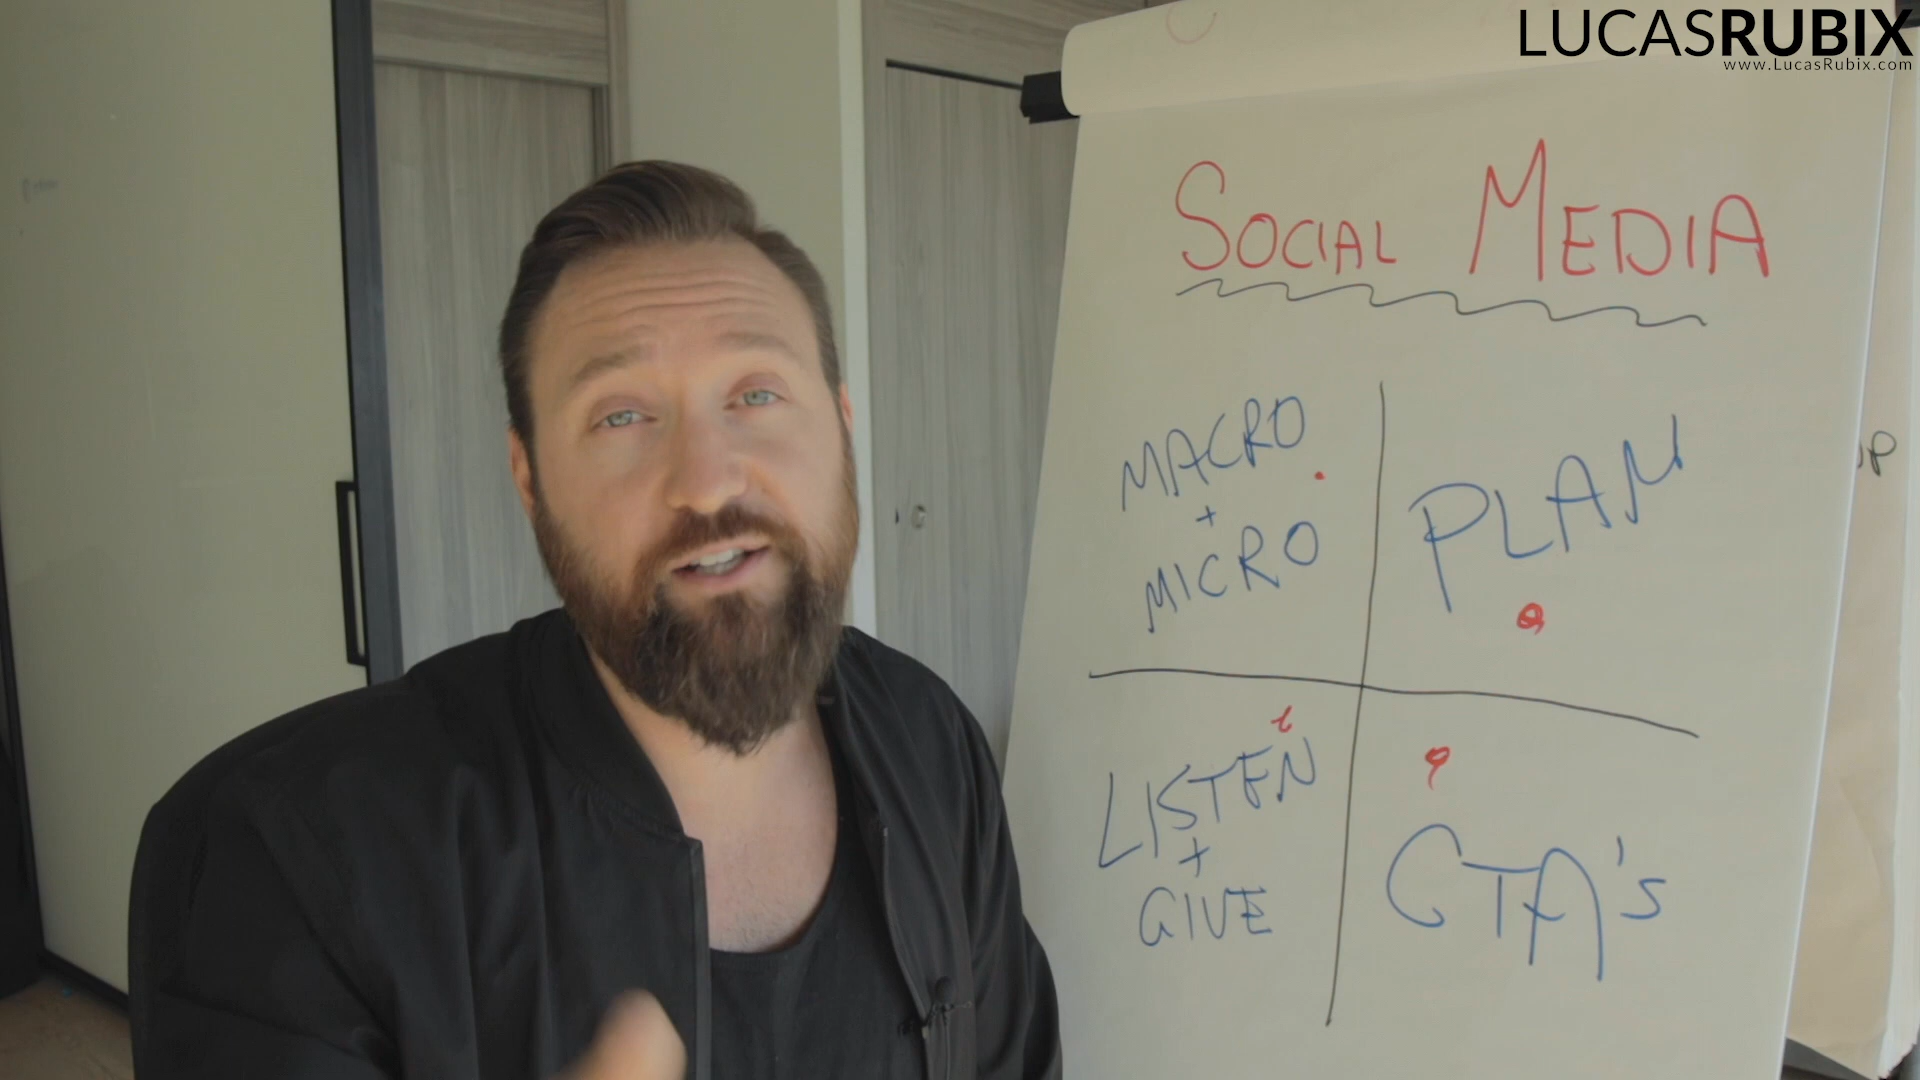 LUCASRUBIX
www.LucasRubix.com
SOCIAL MEDIA
MACRO
+
MICRO
PLAN
LISTEN
+
GIVE
CTA's